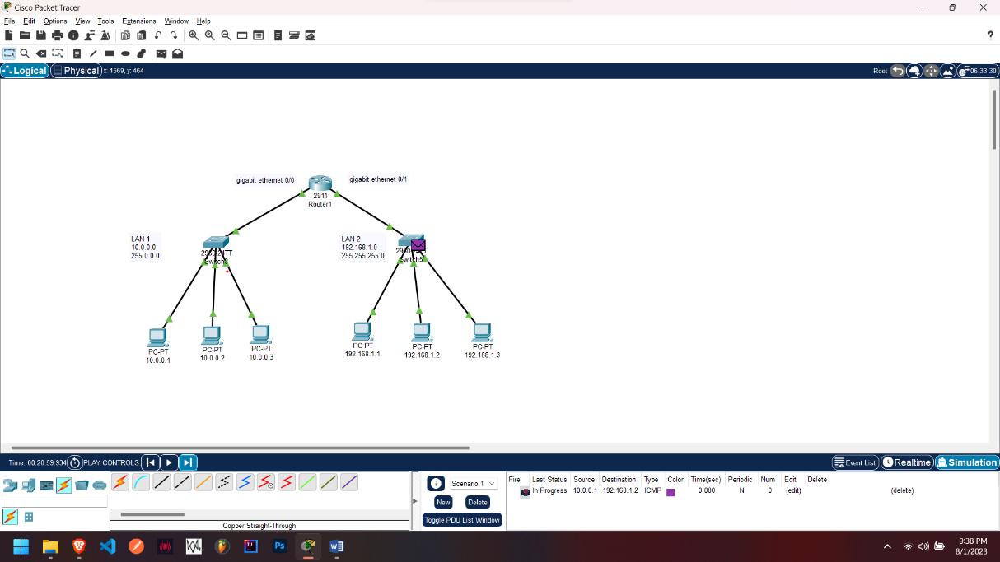 Cisco Packet Tracer
File Edit Options View Tools Extensions Window Help
?
Logical Physical x: 1569, y: 464 Root 06:33:30
gigabit ethernet 0/0 gigabit ethernet 0/1
2911
Router1
LAN 1
10.0.0.0
255.0.0.0
2960-24TT
Switch3
LAN 2
192.168.1.0
255.255.255.0
2960-24TT
Switch5
PC-PT
10.0.0.1
PC-PT
10.0.0.2
PC-PT
10.0.0.3
PC-PT
192.168.1.1
PC-PT
192.168.1.2
PC-PT
192.168.1.3
Time: 00:20:59.934 PLAY CONTROLS: Event List Realtime Simulation
Scenario 1
New Delete
Toggle PDU List Window
Fire Last Status Source Destination Type Color Time(sec) Periodic Num Edit Delete
In Progress 10.0.0.1 192.168.1.2 ICMP 0.000 N 0 (edit) (delete)
Copper Straight-Through
Ps
9:38 PM
8/1/2023